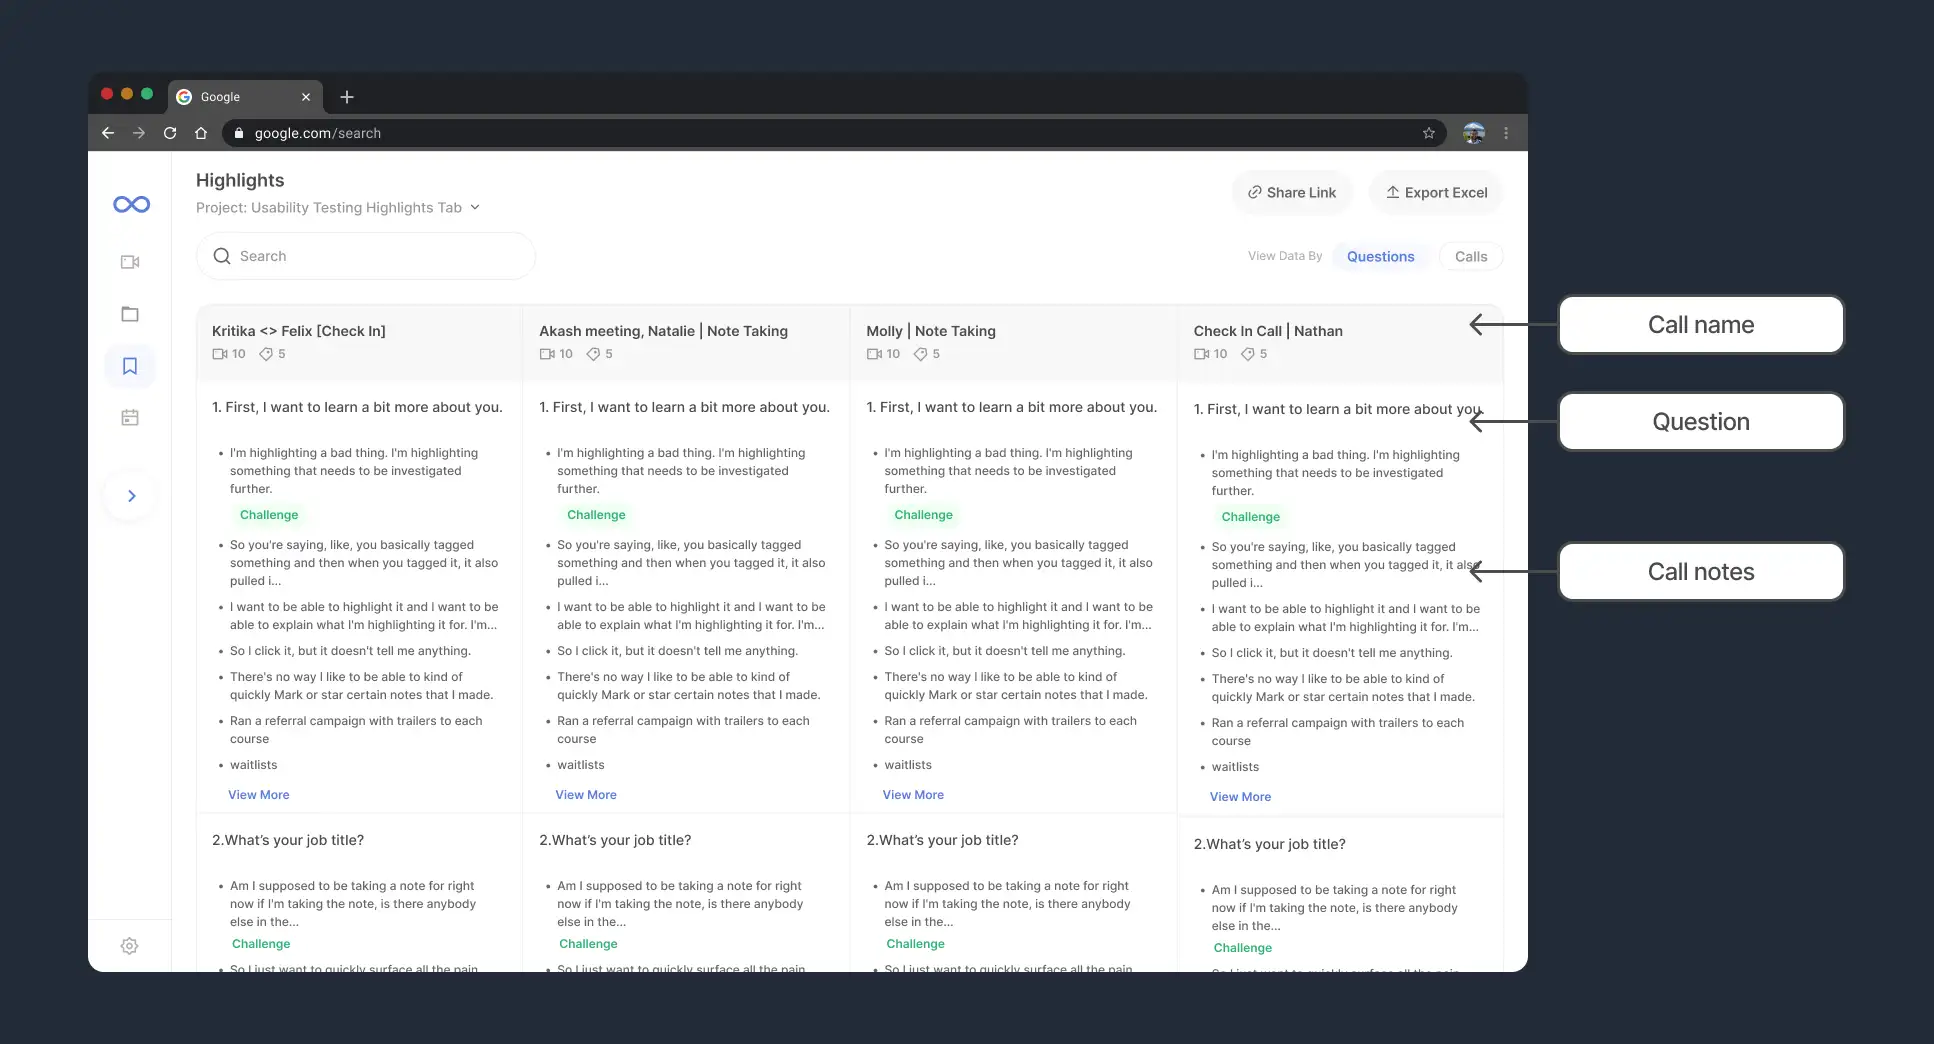 Google
google.com/search
Highlights
Project: Usability Testing Highlights Tab
Share Link
Export Excel
Search
View Data By
Questions
Calls
Kritika <> Felix [Check In]
10 5
1. First, I want to learn a bit more about you.
I'm highlighting a bad thing. I'm highlighting
something that needs to be investigated
further.
Challenge
So you're saying, like, you basically tagged
something and then when you tagged it, it also
pulled i...
I want to be able to highlight it and I want to be
able to explain what I'm highlighting it for. I'm...
So I click it, but it doesn't tell me anything.
There's no way I like to be able to kind of
quickly Mark or star certain notes that I made.
Ran a referral campaign with trailers to each
course
waitlists
View More
2.What's your job title?
Am I supposed to be taking a note for right
now if I'm taking the note, is there anybody
else in the...
Challenge
So I just want to quickly surface all the pain
Akash meeting, Natalie | Note Taking
10 5
1. First, I want to learn a bit more about you.
I'm highlighting a bad thing. I'm highlighting
something that needs to be investigated
further.
Challenge
So you're saying, like, you basically tagged
something and then when you tagged it, it also
pulled i...
I want to be able to highlight it and I want to be
able to explain what I'm highlighting it for. I'm...
So I click it, but it doesn't tell me anything.
There's no way I like to be able to kind of
quickly Mark or star certain notes that I made.
Ran a referral campaign with trailers to each
course
waitlists
View More
2.What's your job title?
Am I supposed to be taking a note for right
now if I'm taking the note, is there anybody
else in the...
Challenge
So I just want to quickly surface all the pain
Molly | Note Taking
10 5
1. First, I want to learn a bit more about you.
I'm highlighting a bad thing. I'm highlighting
something that needs to be investigated
further.
Challenge
So you're saying, like, you basically tagged
something and then when you tagged it, it also
pulled i...
I want to be able to highlight it and I want to be
able to explain what I'm highlighting it for. I'm...
So I click it, but it doesn't tell me anything.
There's no way I like to be able to kind of
quickly Mark or star certain notes that I made.
Ran a referral campaign with trailers to each
course
waitlists
View More
2.What's your job title?
Am I supposed to be taking a note for right
now if I'm taking the note, is there anybody
else in the...
Challenge
So I just want to quickly surface all the pain
Check In Call | Nathan
10 5
1. First, I want to learn a bit more about you.
I'm highlighting a bad thing. I'm highlighting
something that needs to be investigated
further.
Challenge
So you're saying, like, you basically tagged
something and then when you tagged it, it also
pulled i...
I want to be able to highlight it and I want to be
able to explain what I'm highlighting it for. I'm...
So I click it, but it doesn't tell me anything.
There's no way I like to be able to kind of
quickly Mark or star certain notes that I made.
Ran a referral campaign with trailers to each
course
waitlists
View More
2.What's your job title?
Am I supposed to be taking a note for right
now if I'm taking the note, is there anybody
else in the...
Challenge
Call name
Question
Call notes